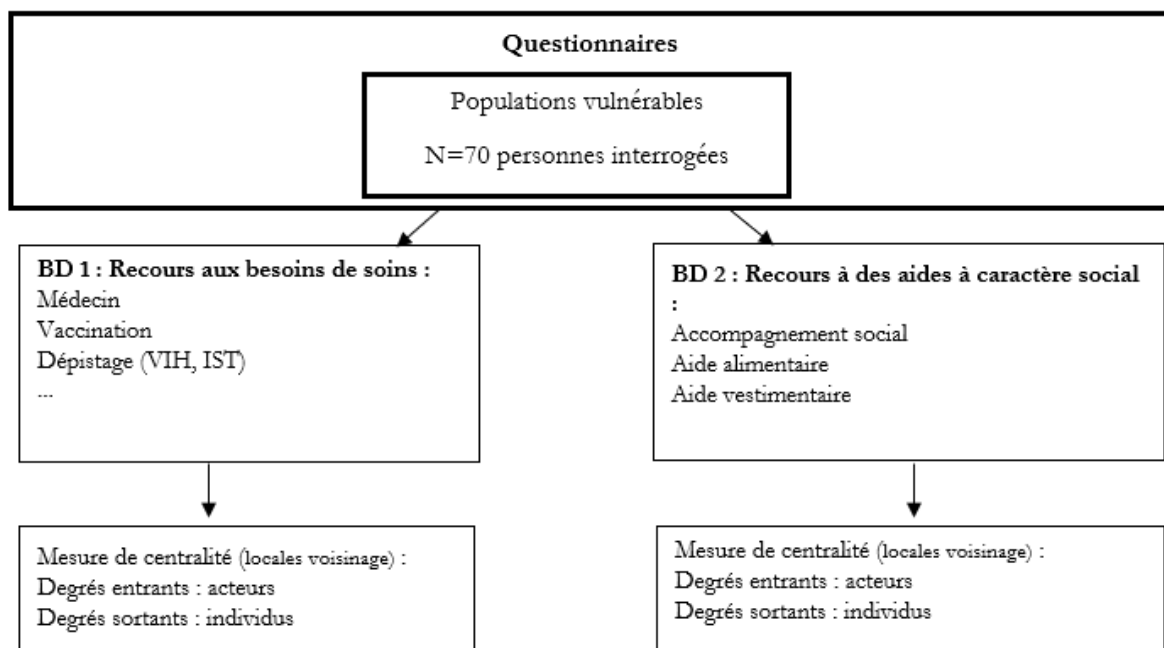 Questionnaires
Populations vulnérables
N=70 personnes interrogées
BD 1 : Recours aux besoins de soins :
Médecin
Vaccination
Dépistage (VIH, IST)
...
BD 2 : Recours à des aides à caractère social
:
Accompagnement social
Aide alimentaire
Aide vestimentaire
Mesure de centralité (locales voisinage) :
Degrés entrants : acteurs
Degrés sortants : individus
Mesure de centralité (locales voisinage) :
Degrés entrants : acteurs
Degrés sortants : individus